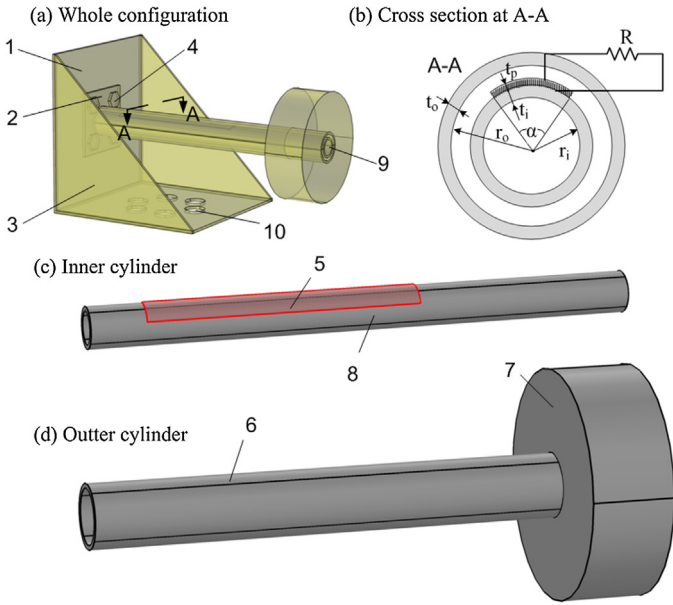 (a) Whole configuration
(b) Cross section at A-A
1
4
2
A
A
3
9
10
A-A
R
tp
to
ti
ro
α
ri
(c) Inner cylinder
5
8
7
(d) Outter cylinder
6